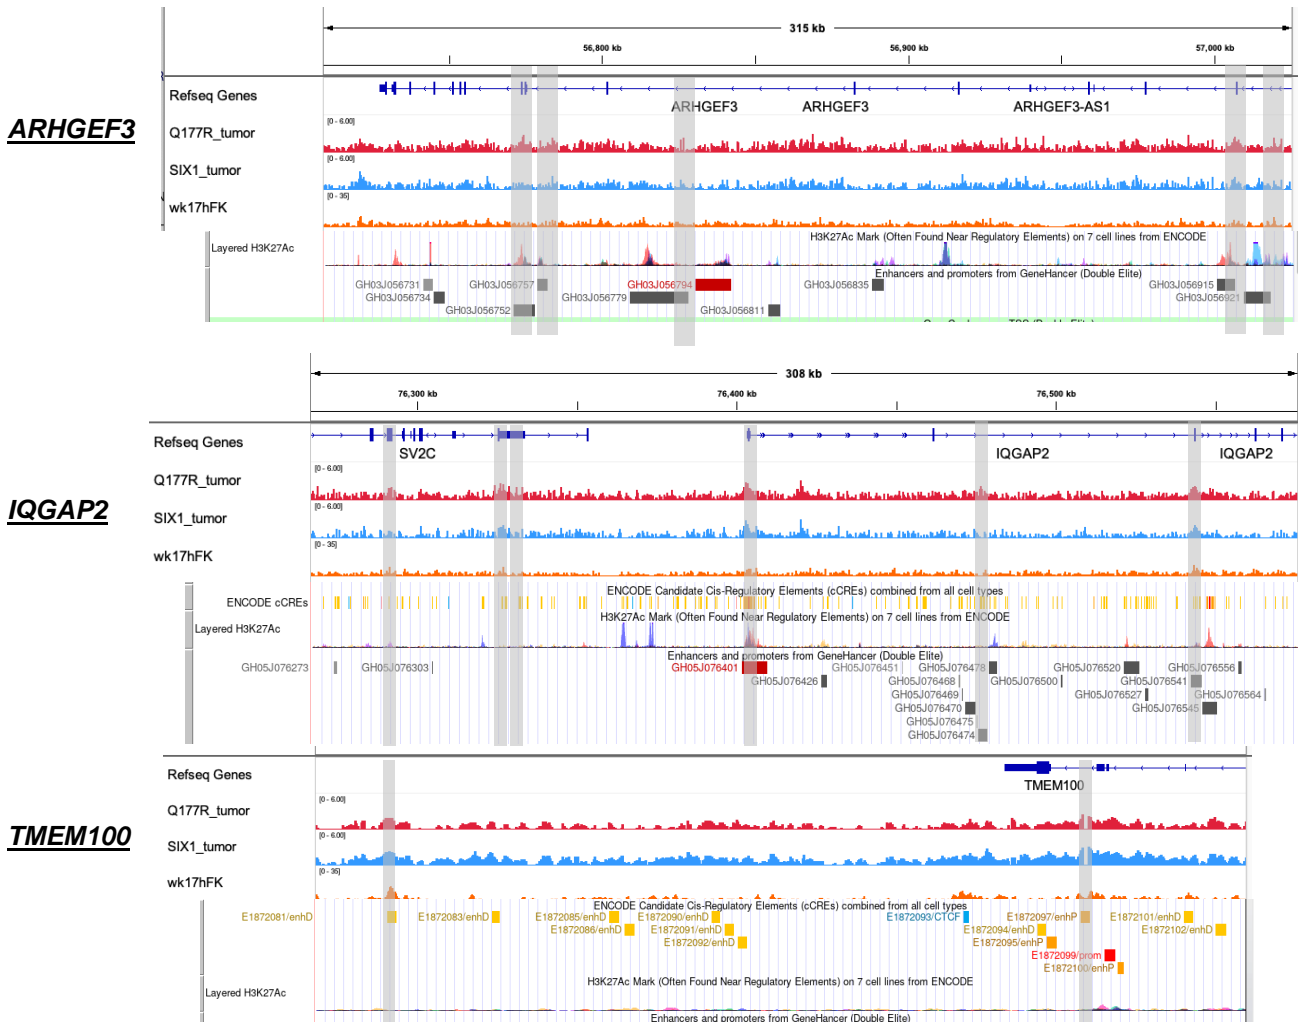 315 kb
56,800 kb 56,900 kb 57,000 kb
Refseq Genes
ARHGEF3 ARHGEF3 ARHGEF3-AS1
ARHGEF3
[0 - 6.00]
Q177R_tumor
[0 - 6.00]
SIX1_tumor
[0 - 35]
wk17hFK
H3K27Ac Mark (Often Found Near Regulatory Elements) on 7 cell lines from ENCODE
Layered H3K27Ac
Enhancers and promoters from GeneHancer (Double Elite)
GH03J056731 GH03J056757 GH03J056794 GH03J056835 GH03J056915
GH03J056734 GH03J056779 GH03J056921
GH03J056752 GH03J056811
308 kb
76,300 kb 76,400 kb 76,500 kb
Refseq Genes
SV2C IQGAP2 IQGAP2
[0 - 6.00]
Q177R_tumor
IQGAP2
[0 - 6.00]
SIX1_tumor
[0 - 35]
wk17hFK
ENCODE Candidate Cis-Regulatory Elements (cCREs) combined from all cell types
ENCODE cCREs
H3K27Ac Mark (Often Found Near Regulatory Elements) on 7 cell lines from ENCODE
Layered H3K27Ac
Enhancers and promoters from GeneHancer (Double Elite)
GH05J076273 GH05J076303 GH05J076401 GH05J076451 GH05J076478 GH05J076520 GH05J076556
GH05J076426 GH05J076468 GH05J076500 GH05J076541
GH05J076469 GH05J076527 GH05J076564
GH05J076470 GH05J076545
GH05J076475
GH05J076474
Refseq Genes
TMEM100
[0 - 6.00]
Q177R_tumor
TMEM100
[0 - 6.00]
SIX1_tumor
[0 - 35]
wk17hFK
ENCODE Candidate Cis-Regulatory Elements (cCREs) combined from all cell types
E1872081/enhD E1872083/enhD E1872085/enhD E1872090/enhD E1872093/CTCF E1872097/enhP E1872101/enhD
E1872086/enhD E1872091/enhD E1872094/enhD E1872102/enhD
E1872092/enhD E1872095/enhP
E1872099/prom
E1872100/enhP
H3K27Ac Mark (Often Found Near Regulatory Elements) on 7 cell lines from ENCODE
Layered H3K27Ac
Enhancers and promoters from GeneHancer (Double Elite)